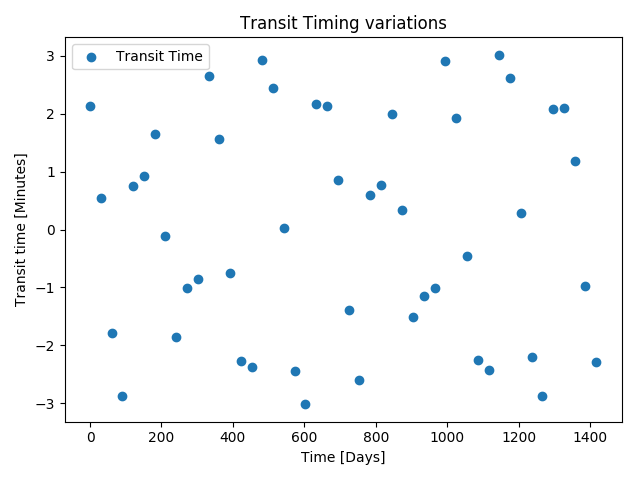 Transit Timing variations
Transit Time
3
2
1
0
−1
−2
−3
Transit time [Minutes]
0 200 400 600 800 1000 1200 1400
Time [Days]